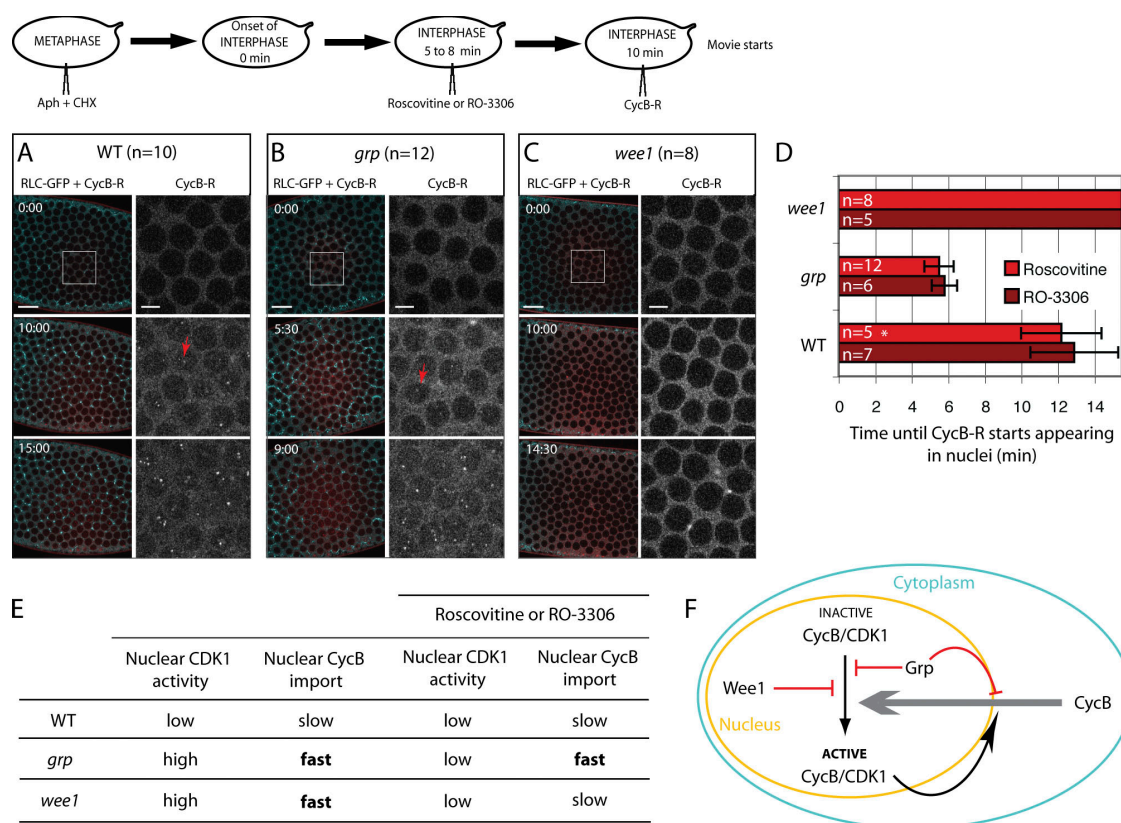 METAPHASE
Onset of
INTERPHASE
0 min
INTERPHASE
5 to 8 min
INTERPHASE
10 min
Movie starts
Aph + CHX
Roscovitine or RO-3306
CycB-R
A
WT (n=10)
RLC-GFP + CycB-R
CycB-R
0:00
10:00
15:00
B
grp (n=12)
RLC-GFP + CycB-R
CycB-R
0:00
5:30
9:00
C
wee1 (n=8)
RLC-GFP + CycB-R
CycB-R
0:00
10:00
14:30
D
wee1
n=8
n=5
grp
n=12
n=6
Roscovitine
RO-3306
WT
n=5 *
n=7
0 2 4 6 8 10 12 14
Time until CycB-R starts appearing
in nuclei (min)
E
Roscovitine or RO-3306
Nuclear CDK1 activity Nuclear CycB import Nuclear CDK1 activity Nuclear CycB import
WT low slow low slow
grp high fast low fast
wee1 high fast low slow
F
Cytoplasm
INACTIVE
CycB/CDK1
Grp
Wee1
CycB
Nucleus
ACTIVE
CycB/CDK1